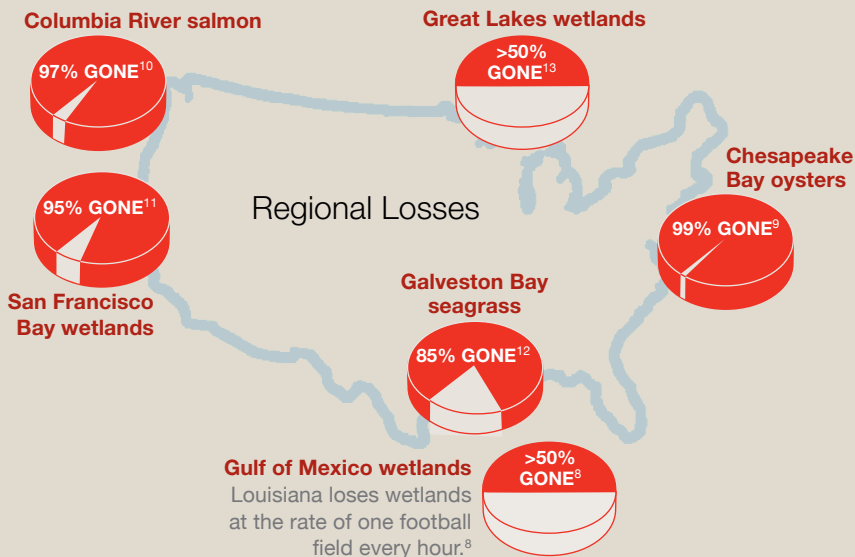 Columbia River salmon
97% GONE10
Great Lakes wetlands
>50%
GONE13
Chesapeake
Bay oysters
99% GONE9
95% GONE11
San Francisco
Bay wetlands
Regional Losses
Galveston Bay
seagrass
85% GONE12
Gulf of Mexico wetlands
Louisiana loses wetlands
at the rate of one football
field every hour.8
>50%
GONE8